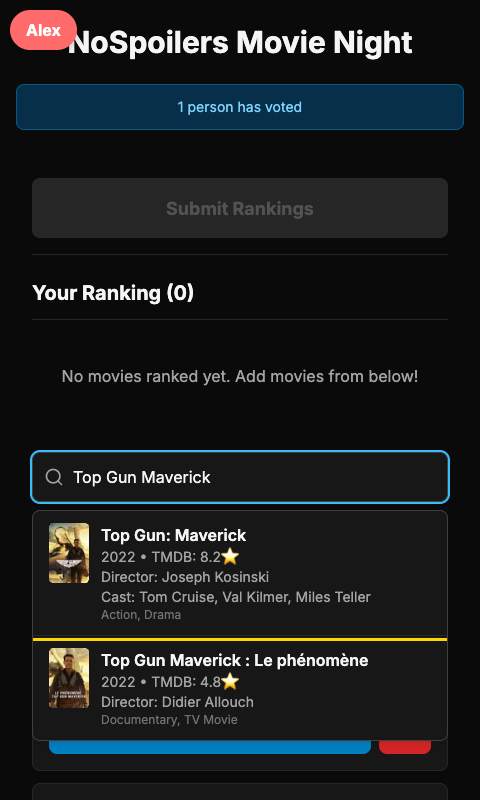 Alex
NoSpoilers Movie Night
1 person has voted
Submit Rankings
Your Ranking (0)
No movies ranked yet. Add movies from below!
Top Gun Maverick
Top Gun: Maverick
2022 • TMDB: 8.2⭐
Director: Joseph Kosinski
Cast: Tom Cruise, Val Kilmer, Miles Teller
Action, Drama
Top Gun Maverick : Le phénomène
2022 • TMDB: 4.8⭐
Director: Didier Allouch
Documentary, TV Movie